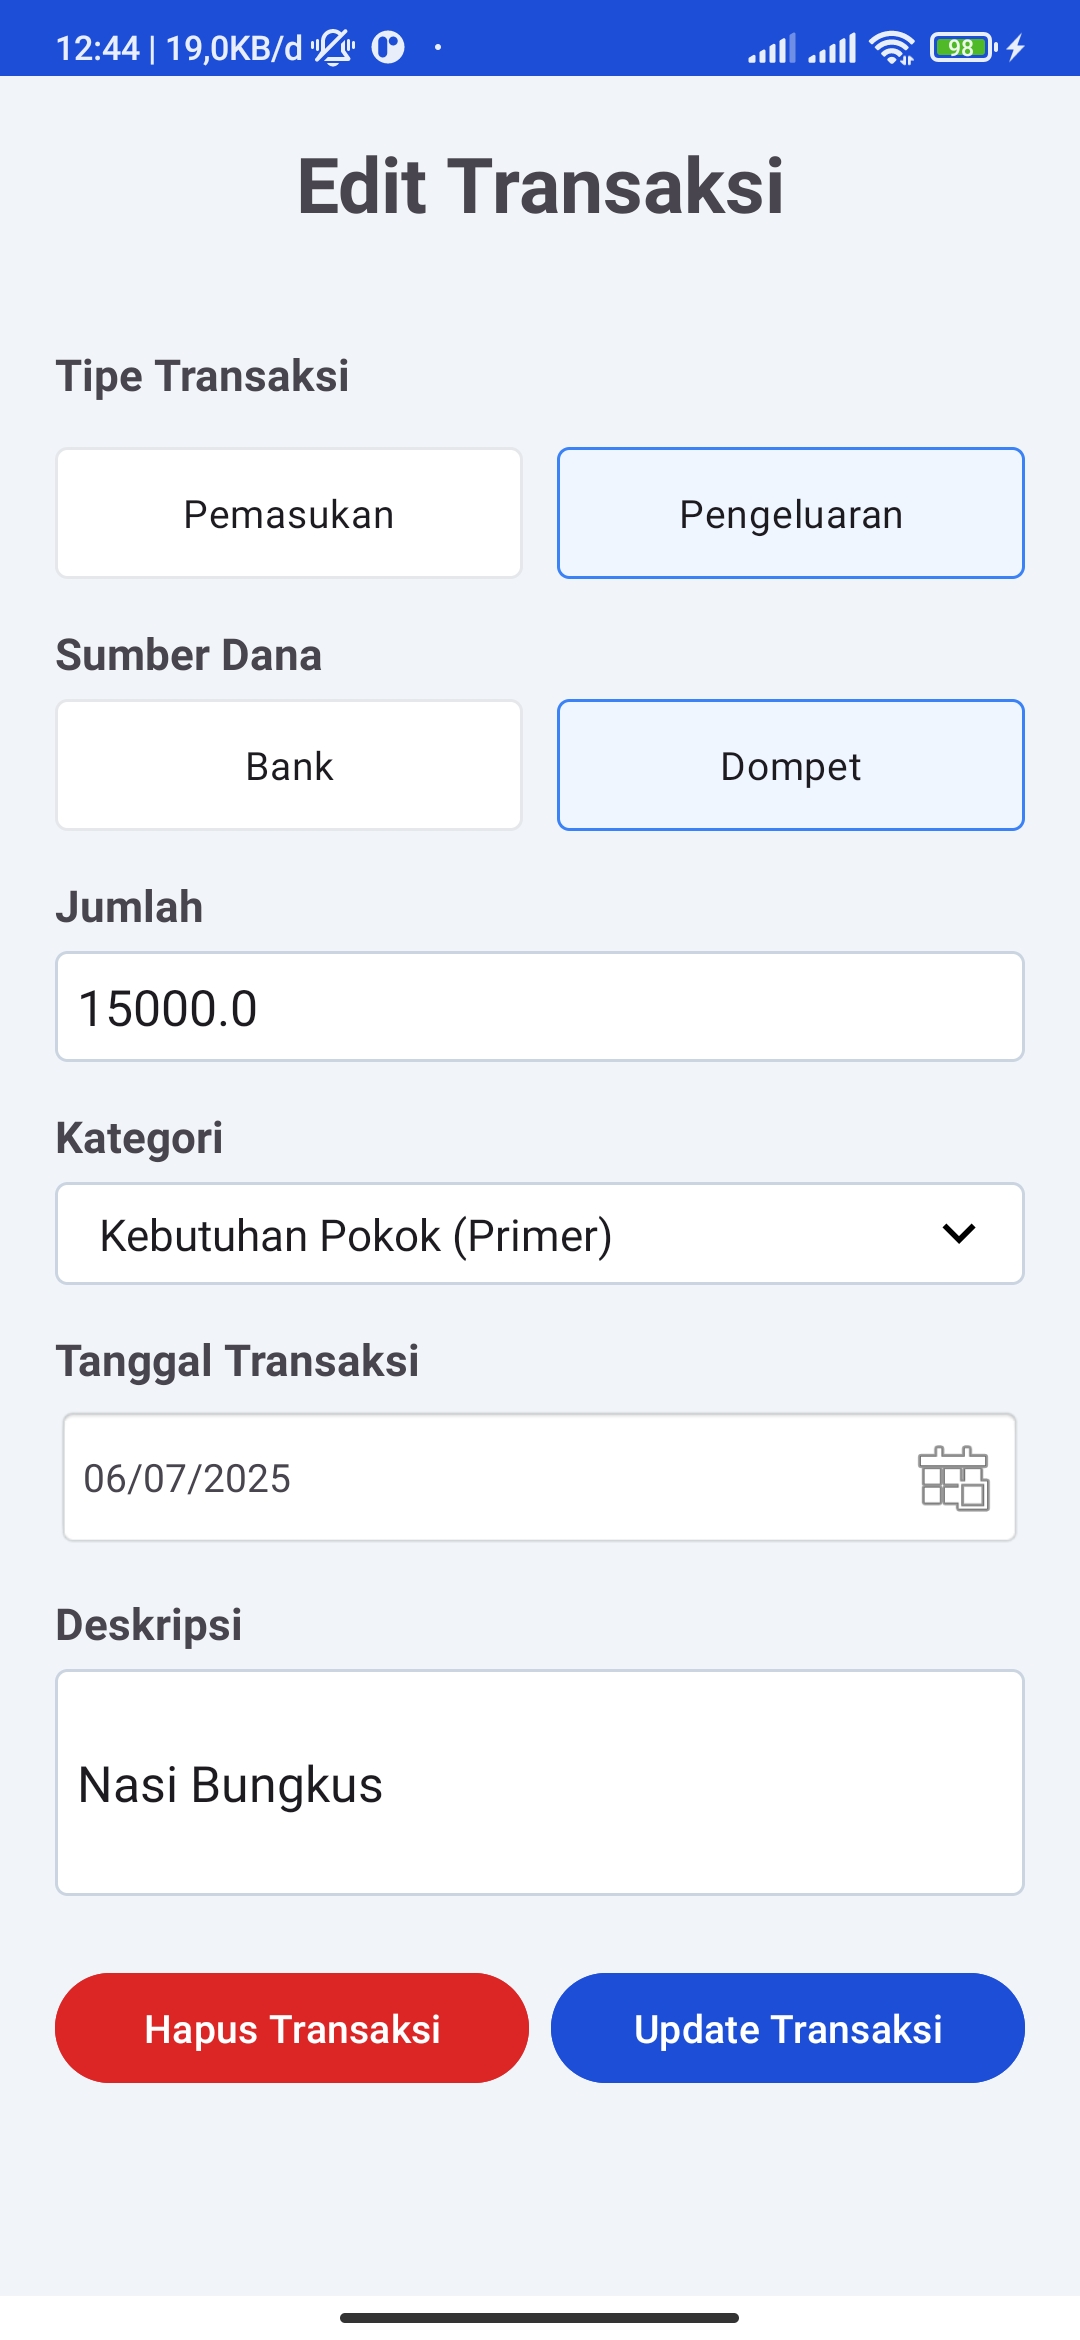 12:44 | 19,0KB/d
98
Edit Transaksi
Tipe Transaksi
Pemasukan
Pengeluaran
Sumber Dana
Bank
Dompet
Jumlah
15000.0
Kategori
Kebutuhan Pokok (Primer)
Tanggal Transaksi
06/07/2025
Deskripsi
Nasi Bungkus
Hapus Transaksi
Update Transaksi